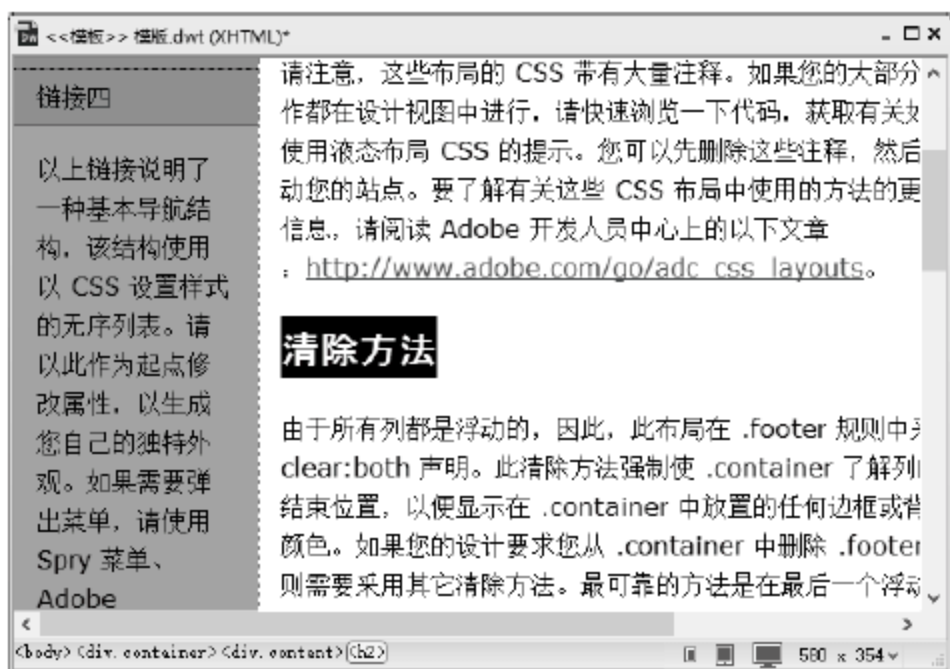 <<模板>> 模版.dwt (XHTML)*
链接四
以上链接说明了
一种基本导航结
构，该结构使用
以 CSS 设置样式
的无序列表。请
以此作为起点修
改属性，以生成
您自己的独特外
观。如果需要弹
出菜单，请使用
Spry 菜单、
Adobe
请注意，这些布局的 CSS 带有大量注释。如果您的大部分
作都在设计视图中进行，请快速浏览一下代码，获取有关如
使用液态布局 CSS 的提示。您可以先删除这些注释，然后
动您的站点。要了解有关这些 CSS 布局中使用的方法的更
信息，请阅读 Adobe 开发人员中心上的以下文章
：http://www.adobe.com/go/adc_css_layouts。
清除方法
由于所有列都是浮动的，因此，此布局在 .footer 规则中采
clear:both 声明。此清除方法强制使 .container 了解列
结束位置，以便显示在 .container 中放置的任何边框或背
颜色。如果您的设计要求您从 .container 中删除 .footer
则需要采用其它清除方法。最可靠的方法是在最后一个浮动
<body><div.container><div.content><h2>
580 x 354